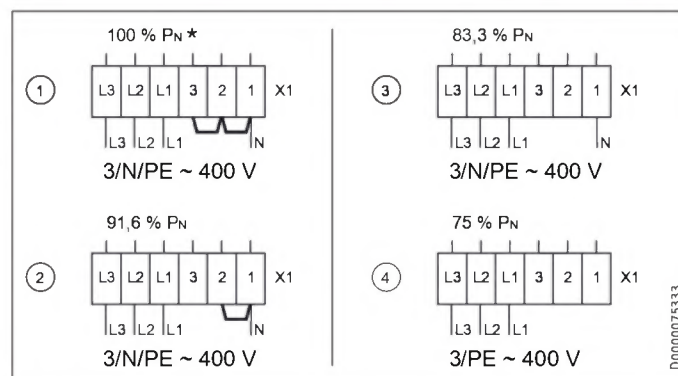 100 % PN *
1
L3 L2 L1 3 2 1 X1
L3 L2 L1 N
3/N/PE ~ 400 V
91,6 % PN
2
L3 L2 L1 3 2 1 X1
L3 L2 L1 N
3/N/PE ~ 400 V
83,3 % PN
3
L3 L2 L1 3 2 1 X1
L3 L2 L1 N
3/N/PE ~ 400 V
75 % PN
4
L3 L2 L1 3 2 1 X1
L3 L2 L1
3/PE ~ 400 V
D0000075333